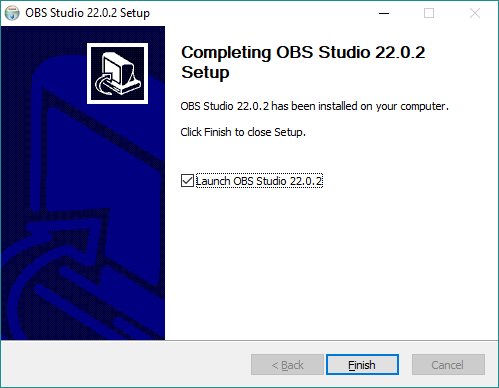 OBS Studio 22.0.2 Setup
Completing OBS Studio 22.0.2
Setup
OBS Studio 22.0.2 has been installed on your computer.
Click Finish to close Setup.
Launch OBS Studio 22.0.2
< Back
Finish
Cancel